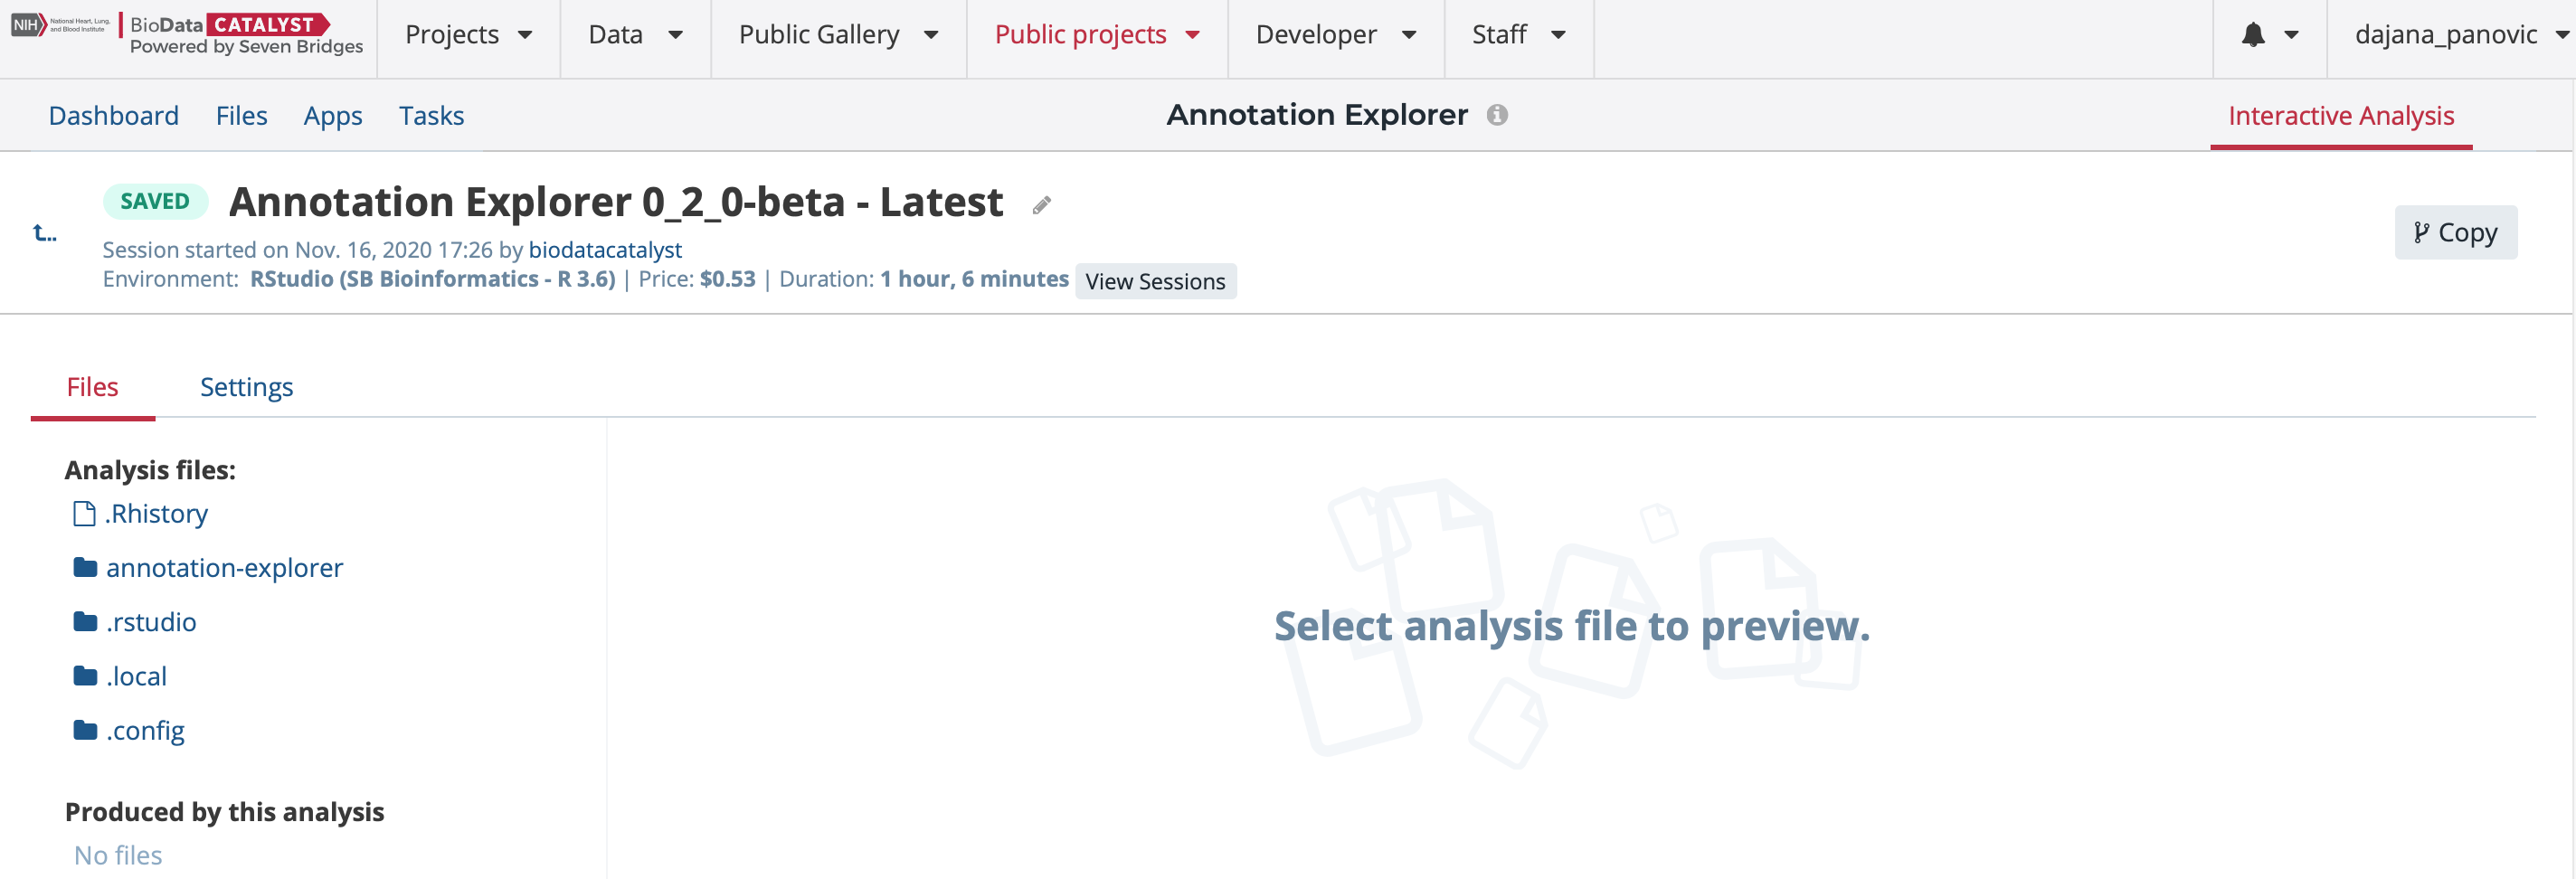 NIH National Heart, Lung, and Blood Institute BioData CATALYST
Powered by Seven Bridges
Projects Data Public Gallery Public projects Developer Staff dajana_panovic
Dashboard Files Apps Tasks Annotation Explorer Interactive Analysis
SAVED Annotation Explorer 0_2_0-beta - Latest
Session started on Nov. 16, 2020 17:26 by biodatacatalyst
Environment: RStudio (SB Bioinformatics - R 3.6) | Price: $0.53 | Duration: 1 hour, 6 minutes View Sessions
Copy
Files Settings
Analysis files:
.Rhistory
annotation-explorer
.rstudio
.local
.config
Produced by this analysis
No files
Select analysis file to preview.